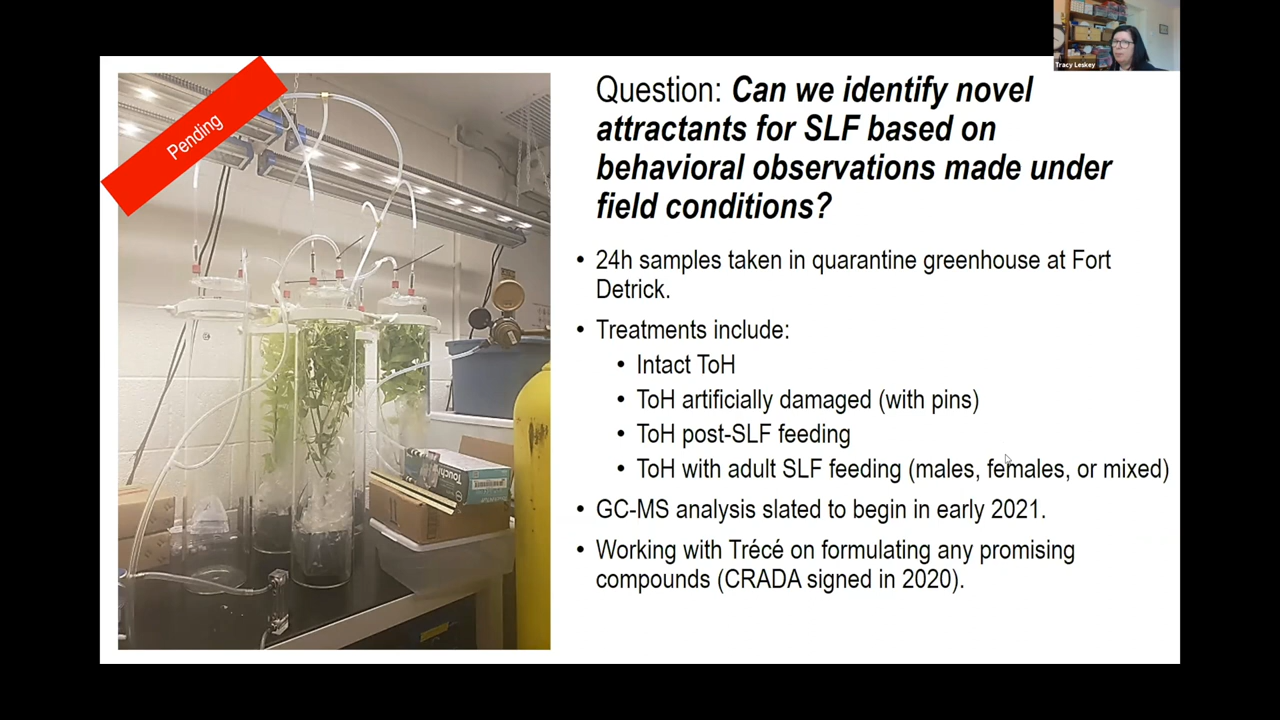 Tracy Leskey
Pending
Question: Can we identify novel
attractants for SLF based on
behavioral observations made under
field conditions?
• 24h samples taken in quarantine greenhouse at Fort
Detrick.
• Treatments include:
• Intact ToH
• ToH artificially damaged (with pins)
• ToH post-SLF feeding
• ToH with adult SLF feeding (males, females, or mixed)
• GC-MS analysis slated to begin in early 2021.
• Working with Trécé on formulating any promising
compounds (CRADA signed in 2020).
Touch